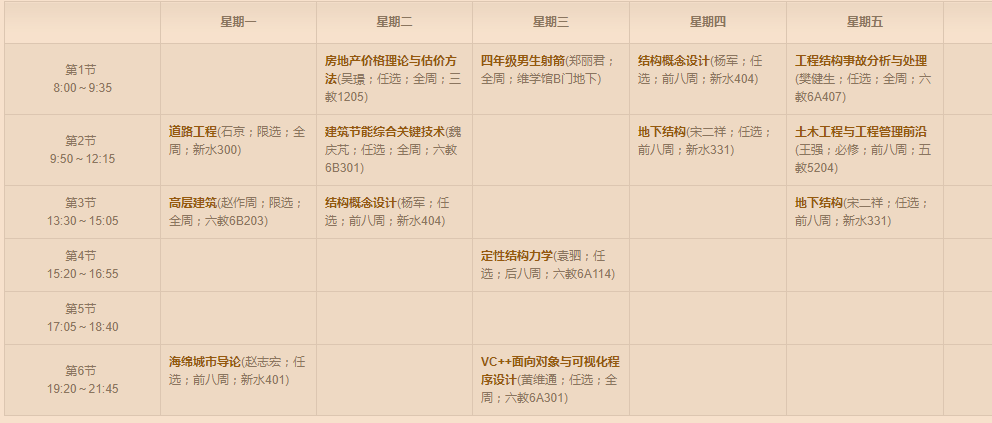 星期一
星期二
星期三
星期四
星期五
第1节
8:00～9:35
房地产价格理论与估价方
法(吴璟；任选；全周；三
教1205)
四年级男生射箭(郑丽君；
全周；维学馆B门地下)
结构概念设计(杨军；任
选；前八周；新水404)
工程结构事故分析与处理
(樊健生；任选；全周；六
教6A407)
第2节
9:50～12:15
道路工程(石京；限选；全
周；新水300)
建筑节能综合关键技术(魏
庆芃；任选；全周；六教
6B301)
地下结构(宋二祥；任选；
前八周；新水331)
土木工程与工程管理前沿
(王强；必修；前八周；五
教5204)
第3节
13:30～15:05
高层建筑(赵作周；限选；
全周；六教6B203)
结构概念设计(杨军；任
选；前八周；新水404)
地下结构(宋二祥；任选；
前八周；新水331)
第4节
15:20～16:55
定性结构力学(袁驷；任
选；后八周；六教6A114)
第5节
17:05～18:40
第6节
19:20～21:45
海绵城市导论(赵志宏；任
选；前八周；新水401)
VC++面向对象与可视化程
序设计(黄维通；任选；全
周；六教6A301)